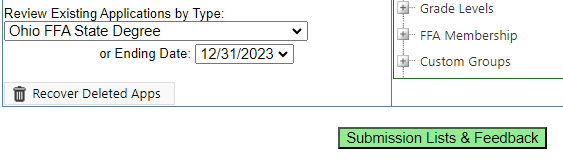 Review Existing Applications by Type:
Ohio FFA State Degree
or Ending Date: 12/31/2023
Recover Deleted Apps
Grade Levels
FFA Membership
Custom Groups
Submission Lists & Feedback